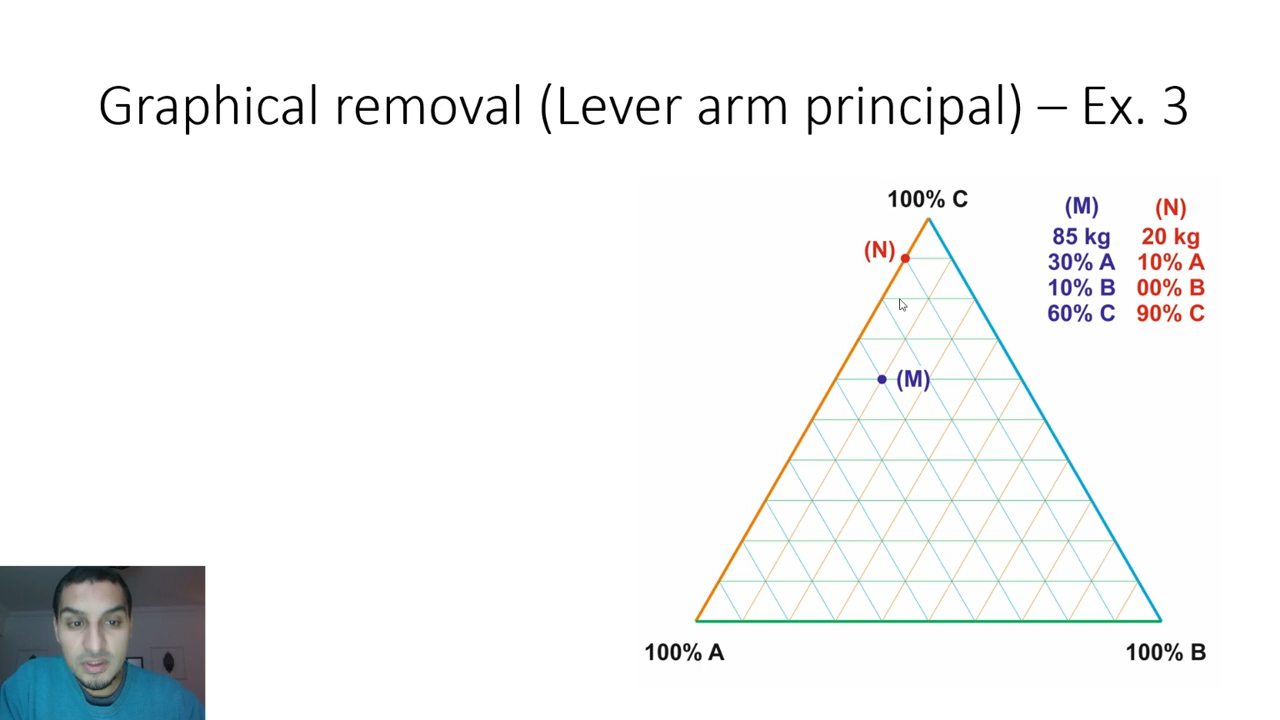 Graphical removal (Lever arm principal) – Ex. 3
100% C
(M) (N)
85 kg 20 kg
30% A 10% A
10% B 00% B
60% C 90% C
(N)
(M)
100% A
100% B